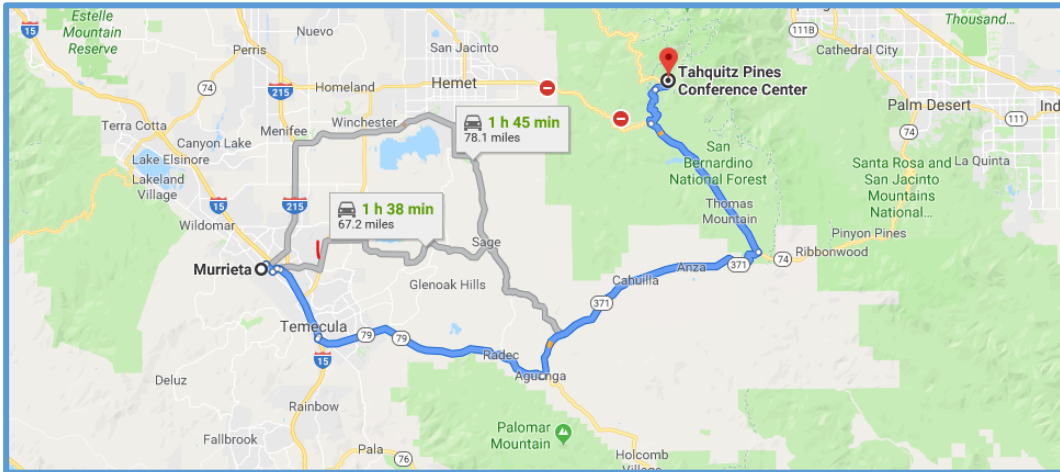 Estelle
Mountain
Reserve
15
Nuevo
Perris
74
215
San Jacinto
Homeland
Hemet
Winchester
Menifee
Terra Cotta
Canyon Lake
Lake Elsinore
Lakeland
Village
15
Wildomar
215
1 h 45 min
78.1 miles
1 h 38 min
67.2 miles
Murrieta
Sage
Glenoak Hills
Temecula
79
79
15
Radec
Aguanga
Deluz
Rainbow
Fallbrook
Pala
76
Palomar
Mountain
Holcomb
Village
Cahuilla
371
Anza
371
74
Ribbonwood
Pinyon Pines
Thomas
Mountain
San
Bernardino
National Forest
Tahquitz Pines
Conference Center
111B
Cathedral City
Thousand
Palm Desert
Ind
111
74
La Quinta
Santa Rosa and
San Jacinto
Mountains
National...